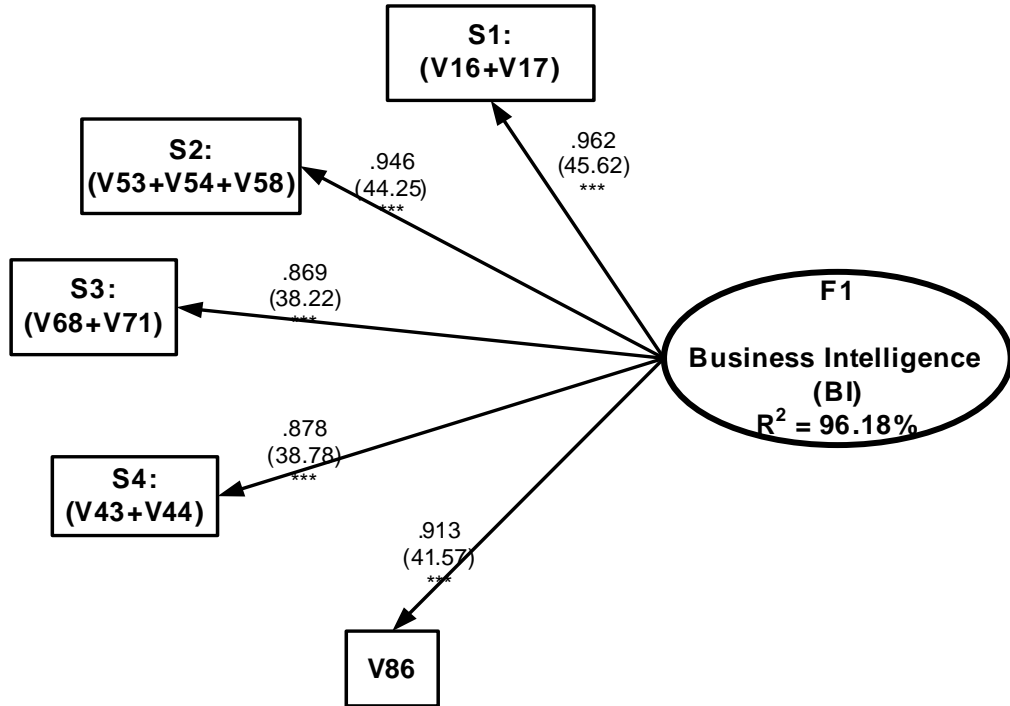 S1:
(V16+V17)
.962
(45.62)
***
S2:
(V53+V54+V58)
.946
(44.25)
***
S3:
(V68+V71)
.869
(38.22)
***
F1
Business Intelligence
(BI)
R² = 96.18%
S4:
(V43+V44)
.878
(38.78)
***
.913
(41.57)
***
V86